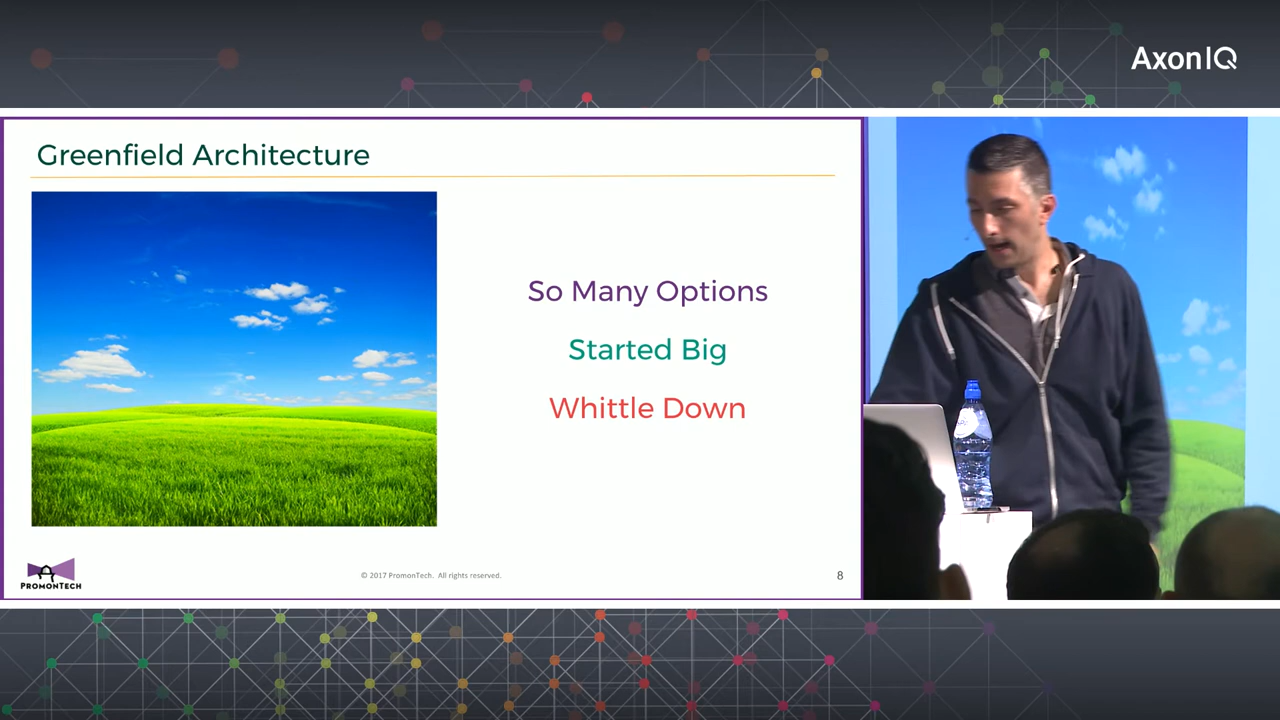 AxonIQ
Greenfield Architecture
So Many Options
Started Big
Whittle Down
PROMONTECH
© 2017 PromonTech. All rights reserved.
8